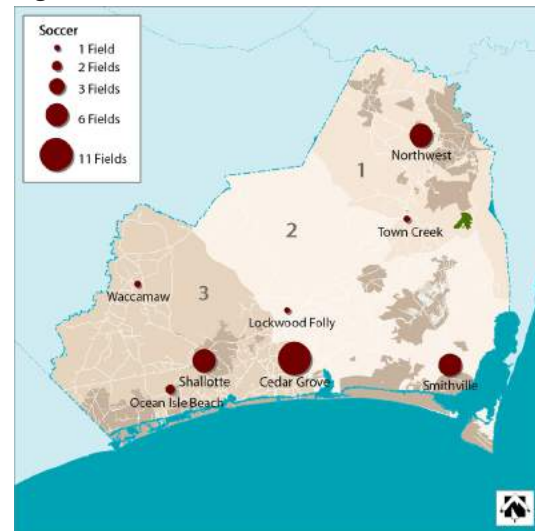 Soccer
1 Field
2 Fields
3 Fields
6 Fields
11 Fields
Northwest
1
Town Creek
2
Waccamaw
3
Lockwood Folly
Shallotte
Cedar Grove
Smithville
Ocean Isle Beach